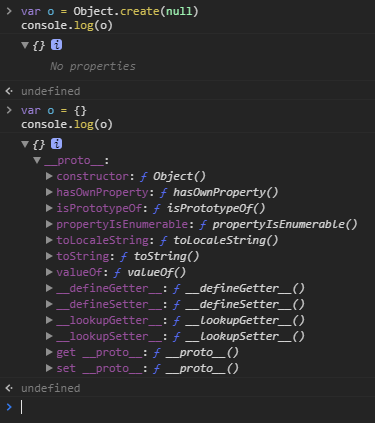 > var o = Object.create(null)
console.log(o)
▼ {} i
No properties
<· undefined
> var o = {}
console.log(o)
▼ {} i
▼ __proto__:
▶ constructor: ƒ Object()
▶ hasOwnProperty: ƒ hasOwnProperty()
▶ isPrototypeOf: ƒ isPrototypeOf()
▶ propertyIsEnumerable: ƒ propertyIsEnumerable()
▶ toLocaleString: ƒ toLocaleString()
▶ toString: ƒ toString()
▶ valueOf: ƒ valueOf()
▶ __defineGetter__: ƒ __defineGetter__()
▶ __defineSetter__: ƒ __defineSetter__()
▶ __lookupGetter__: ƒ __lookupGetter__()
▶ __lookupSetter__: ƒ __lookupSetter__()
▶ get __proto__: ƒ __proto__()
▶ set __proto__: ƒ __proto__()
<· undefined
>